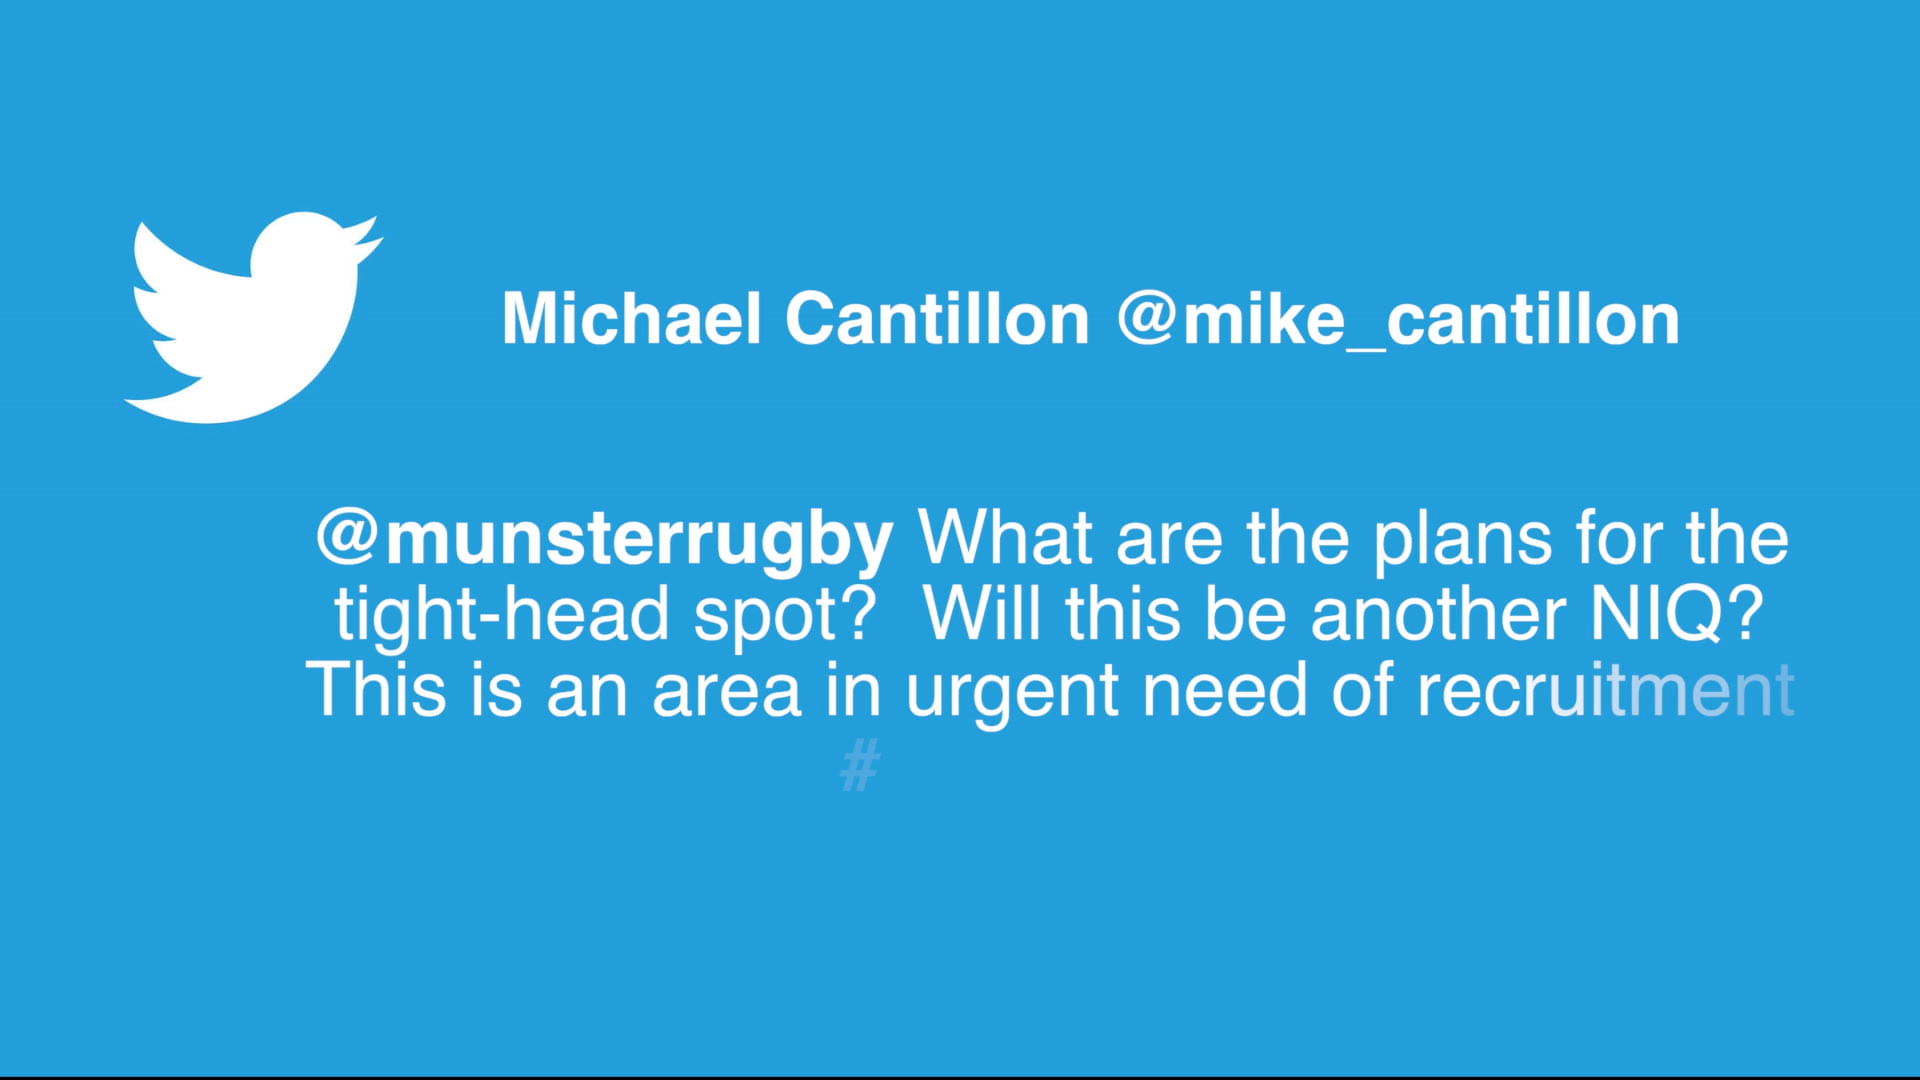 Michael Cantillon @mike_cantillon
@munsterrugby What are the plans for the
tight-head spot?  Will this be another NIQ?
This is an area in urgent need of recruitment
#